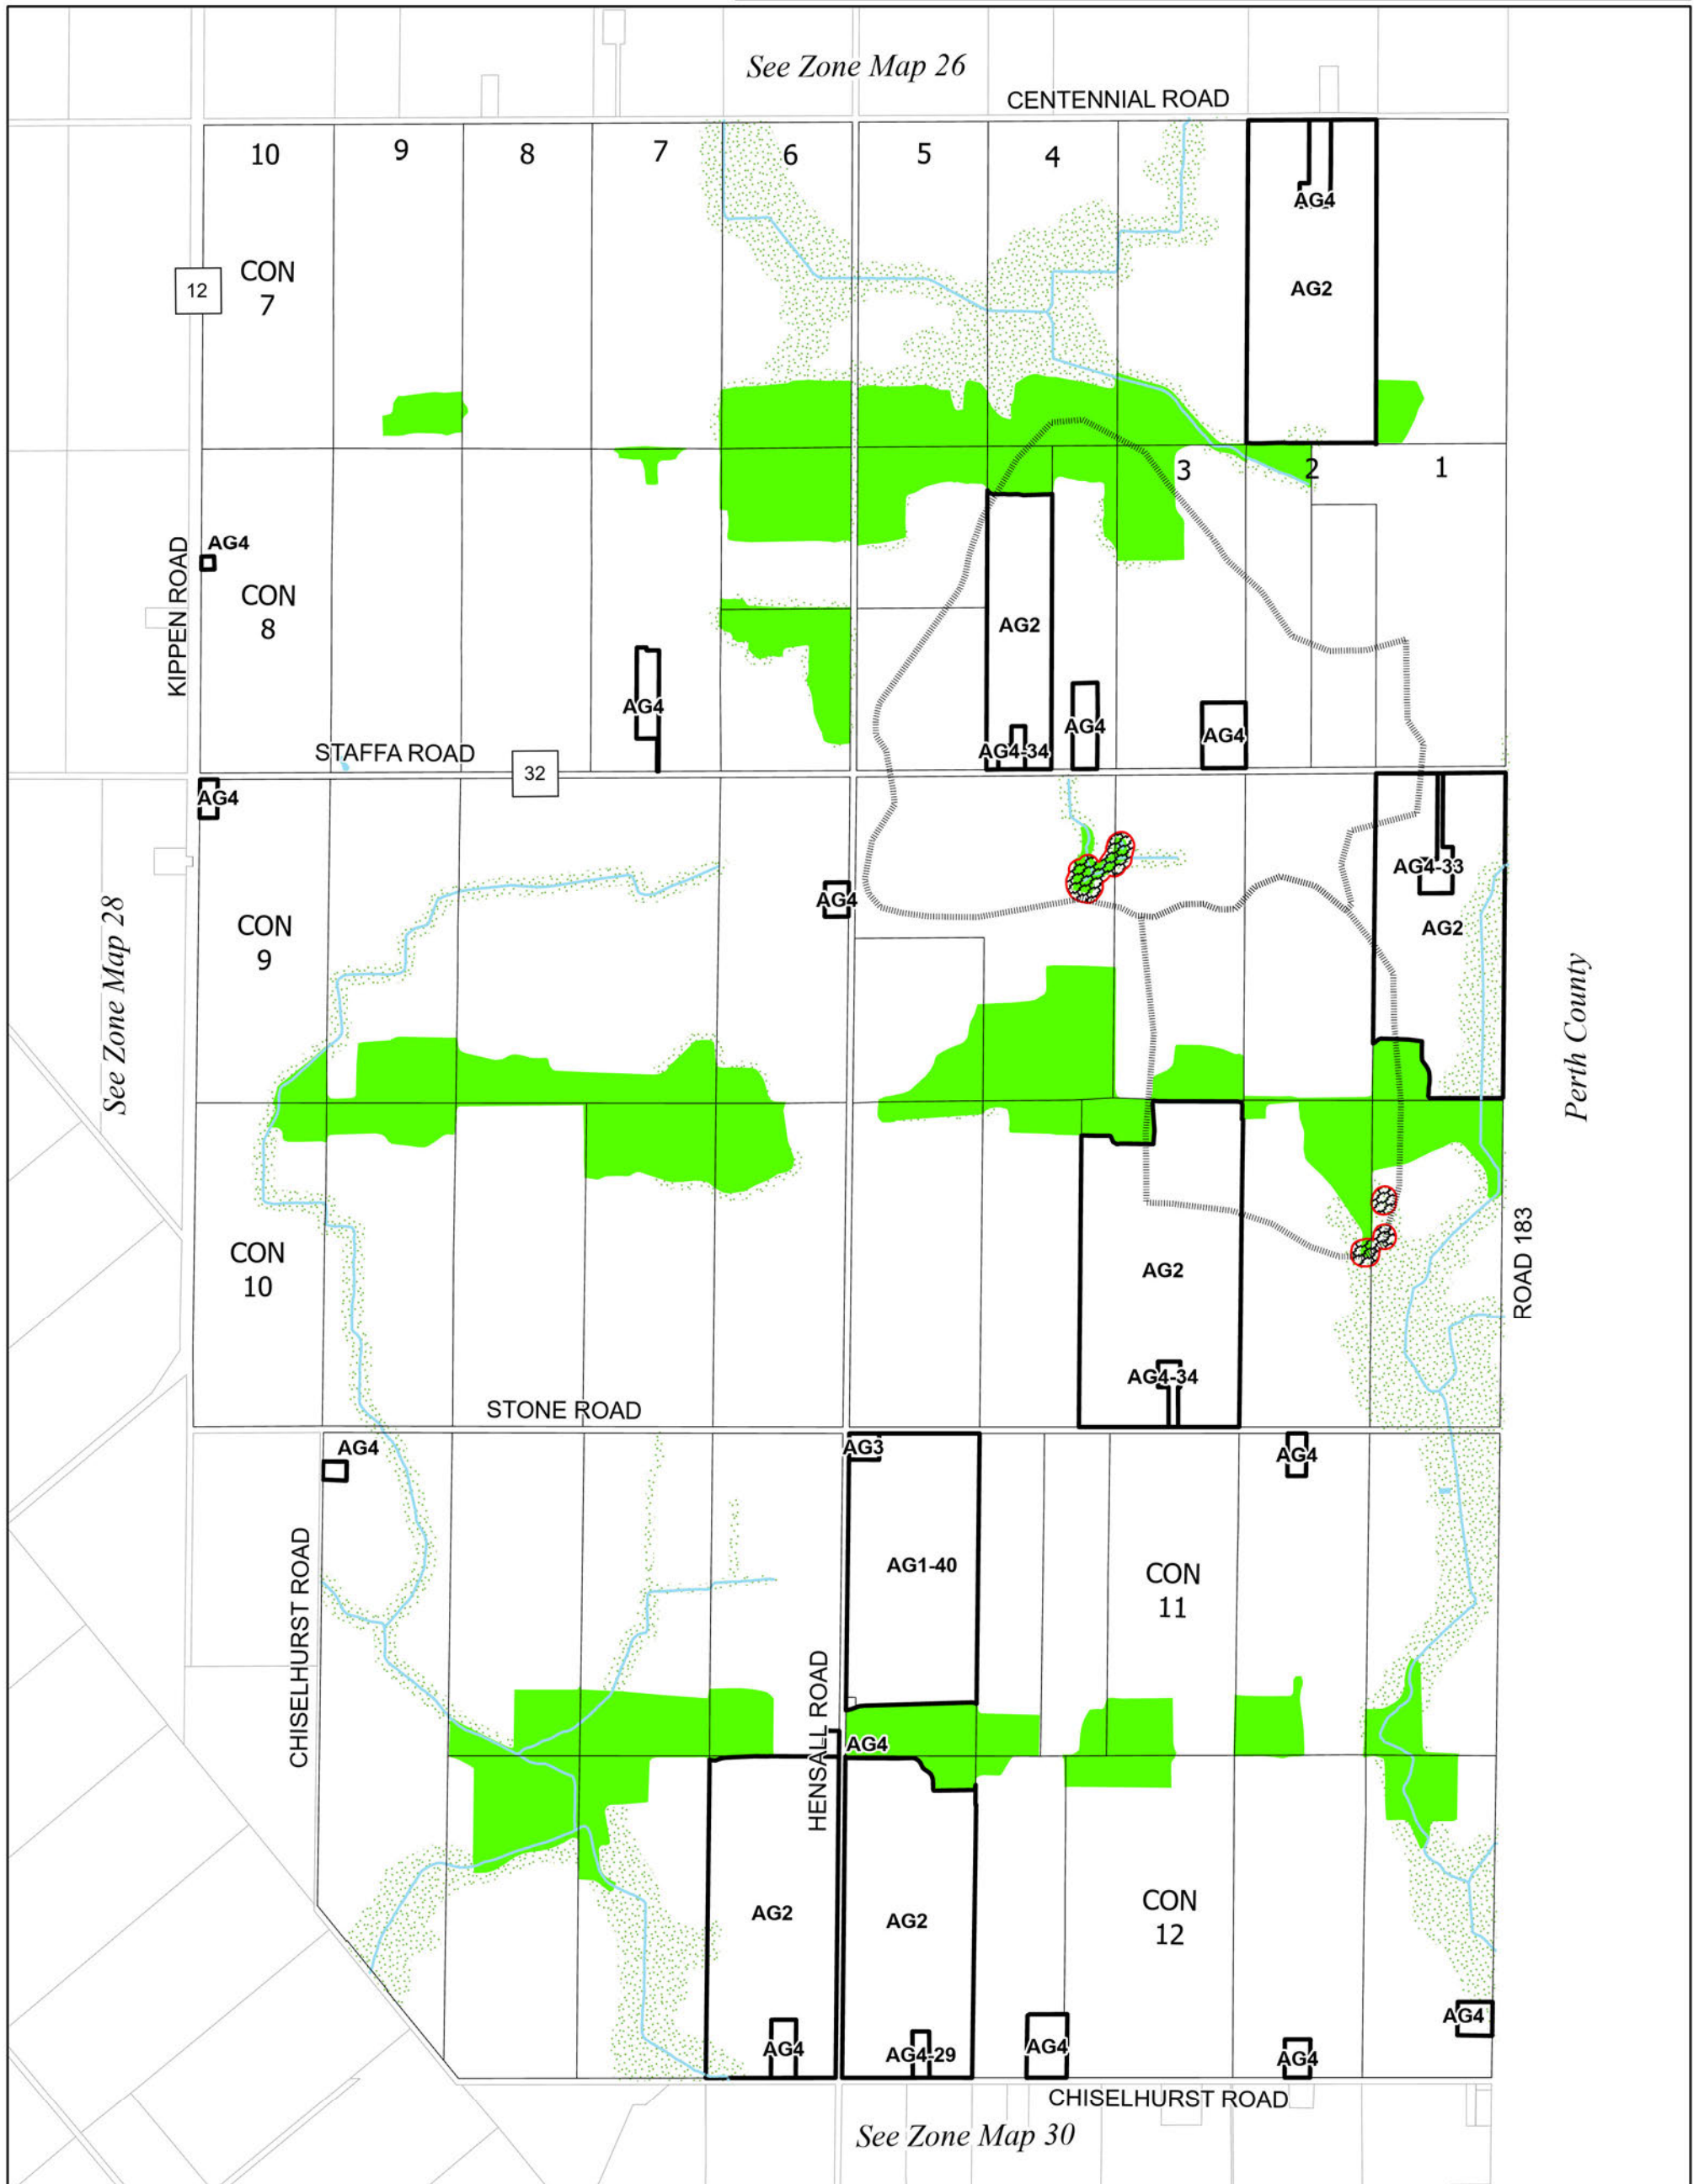 See Zone Map 26
CENTENNIAL ROAD
10
9
8
7
6
5
4
AG4
CON
7
12
AG2
3
2
1
AG4
KIPPEN ROAD
CON
8
AG2
AG4
AG4
AG4
AG4-34
STAFFA ROAD
32
AG4
AG4-33
AG4
See Zone Map 28
CON
9
AG2
Perth County
CON
10
AG2
ROAD 183
AG4-34
STONE ROAD
AG4
AG3
AG4
CHISELHURST ROAD
AG1-40
CON
11
HENSALL ROAD
AG4
AG2
AG2
CON
12
AG4
AG4
AG4-29
AG4
AG4
CHISELHURST ROAD
See Zone Map 30